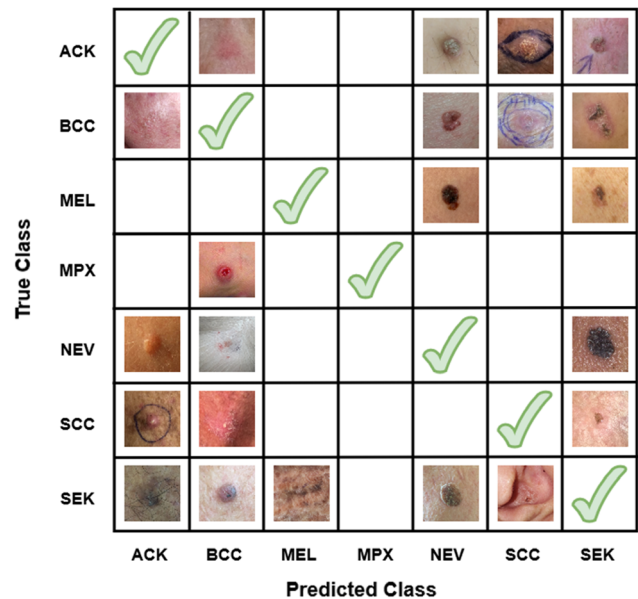 True Class
ACK
BCC
MEL
MPX
NEV
SCC
SEK
ACK BCC MEL MPX NEV SCC SEK
Predicted Class